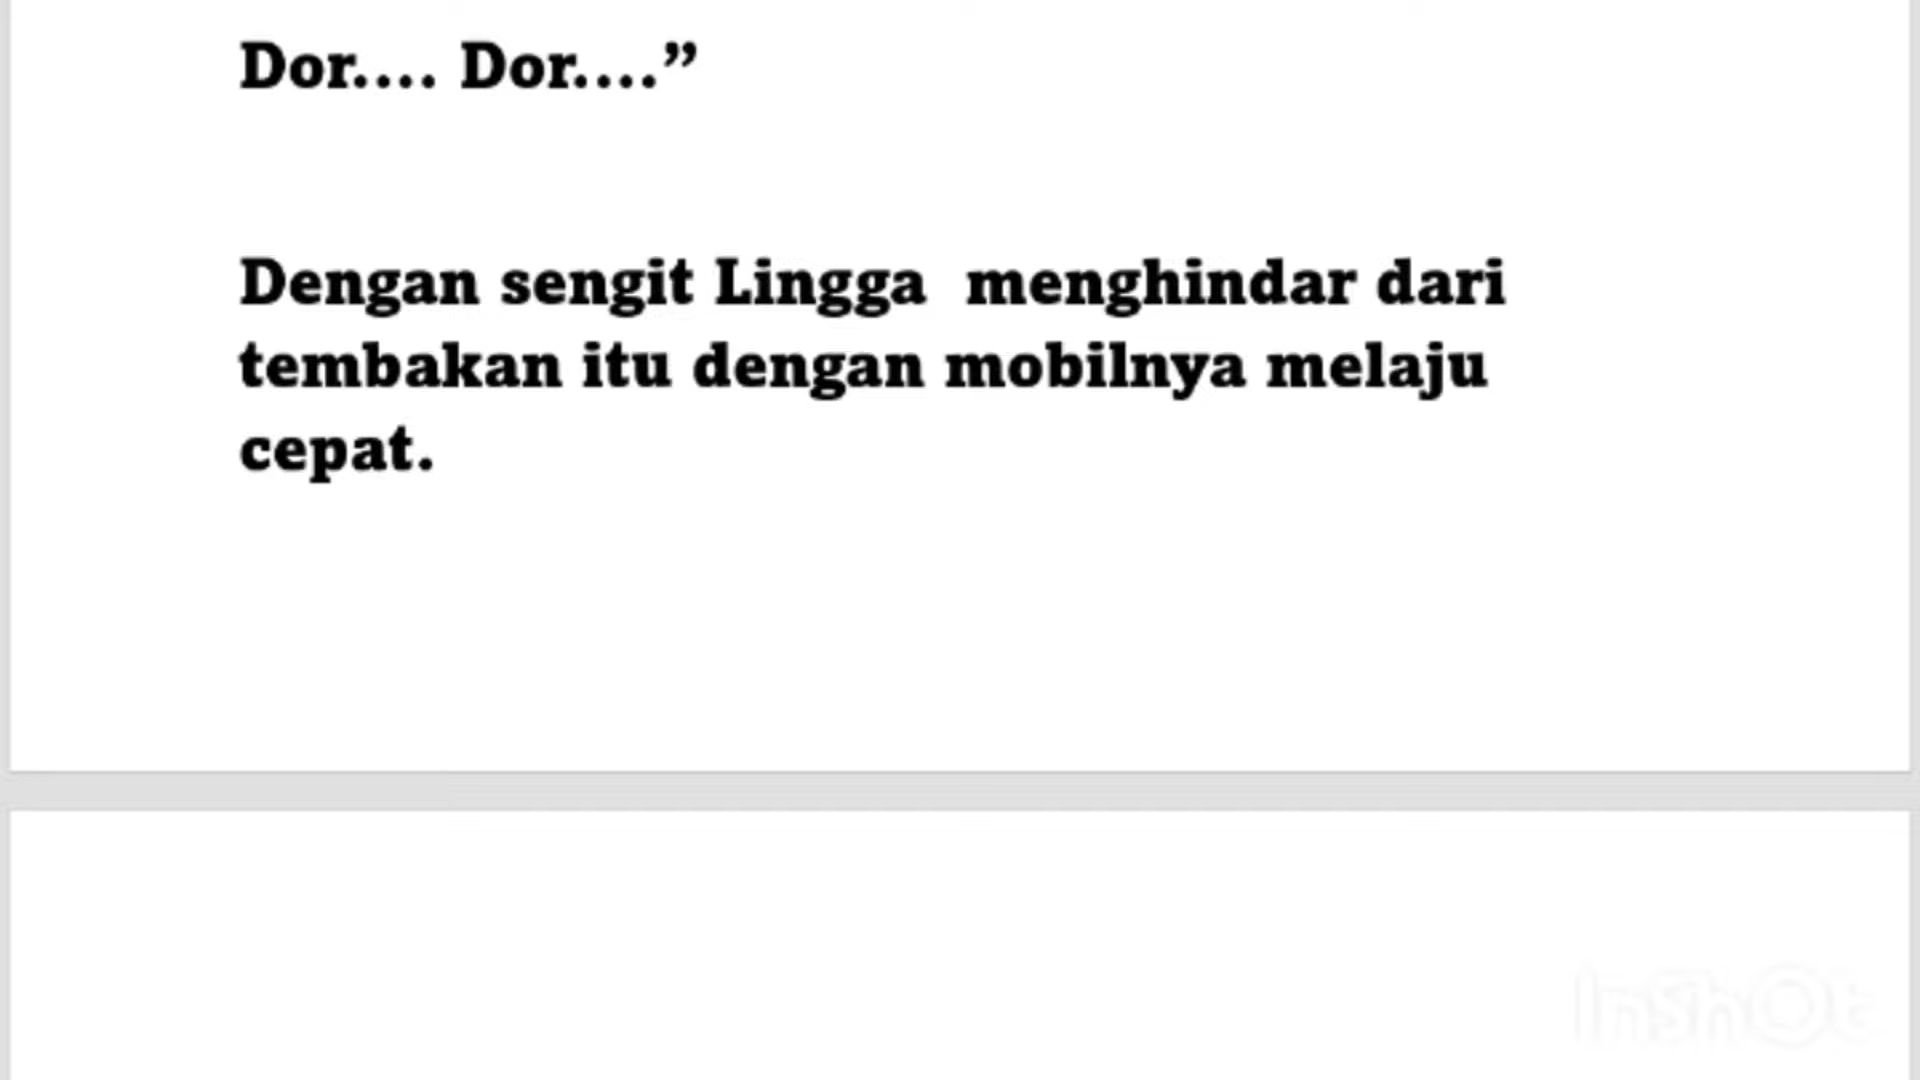 Dor.... Dor....”
Dengan sengit Lingga  menghindar dari
tembakan itu dengan mobilnya melaju
cepat.
InShOt